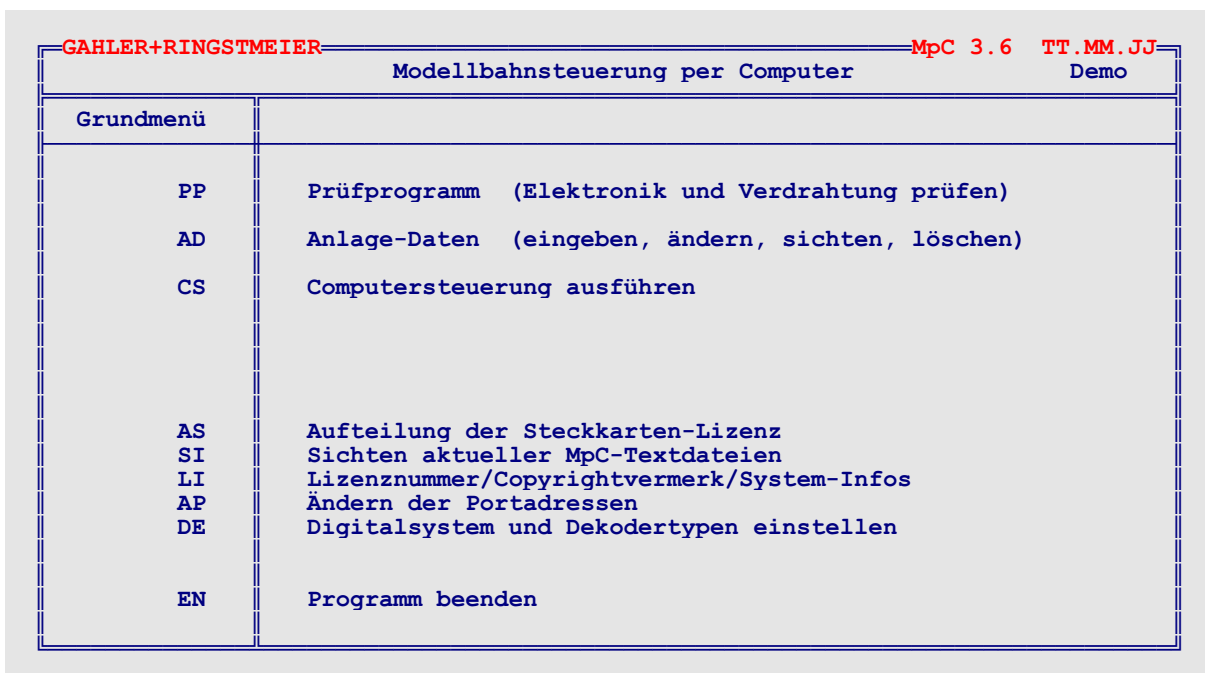 GAHLER+RINGSTMEIER MpC 3.6 TT.MM.JJ
Modellbahnsteuerung per Computer Demo
Grundmenü
PP Prüfprogramm (Elektronik und Verdrahtung prüfen)
AD Anlage-Daten (eingeben, ändern, sichten, löschen)
CS Computersteuerung ausführen
AS Aufteilung der Steckkarten-Lizenz
SI Sichten aktueller MpC-Textdateien
LI Lizenznummer/Copyrightvermerk/System-Infos
AP Ändern der Portadressen
DE Digitalsystem und Dekodertypen einstellen
EN Programm beenden